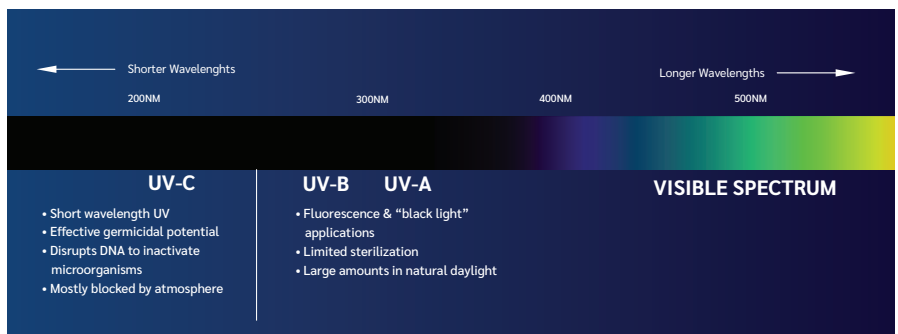 Shorter Wavelenghts
Longer Wavelengths
200NM
300NM
400NM
500NM
UV-C
UV-B
UV-A
VISIBLE SPECTRUM
• Short wavelength UV
• Effective germicidal potential
• Disrupts DNA to inactivate
microorganisms
• Mostly blocked by atmosphere
• Fluorescence & “black light”
applications
• Limited sterilization
• Large amounts in natural daylight